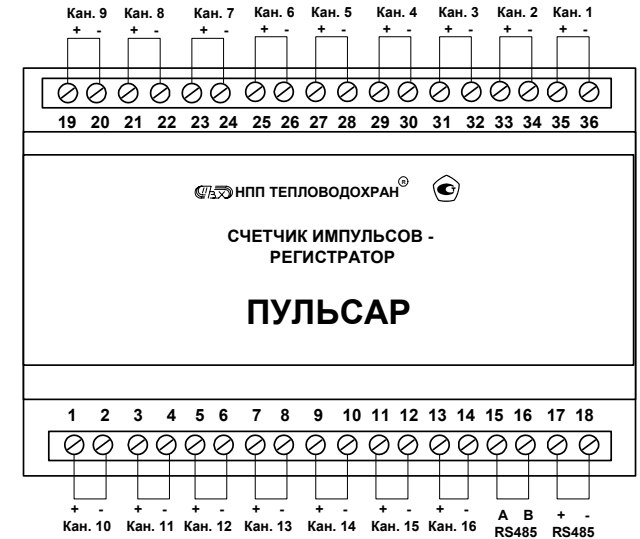 Кан. 9 Кан. 8 Кан. 7 Кан. 6 Кан. 5 Кан. 4 Кан. 3 Кан. 2 Кан. 1
+ - + - + - + - + - + - + - + - + -
19 20 21 22 23 24 25 26 27 28 29 30 31 32 33 34 35 36
НПП ТЕПЛОВОДОХРАН ®
СЧЕТЧИК ИМПУЛЬСОВ -
РЕГИСТРАТОР
ПУЛЬСАР
1 2 3 4 5 6 7 8 9 10 11 12 13 14 15 16 17 18
+ - + - + - + - + - + - + - A B + -
Кан. 10 Кан. 11 Кан. 12 Кан. 13 Кан. 14 Кан. 15 Кан. 16 RS485 RS485